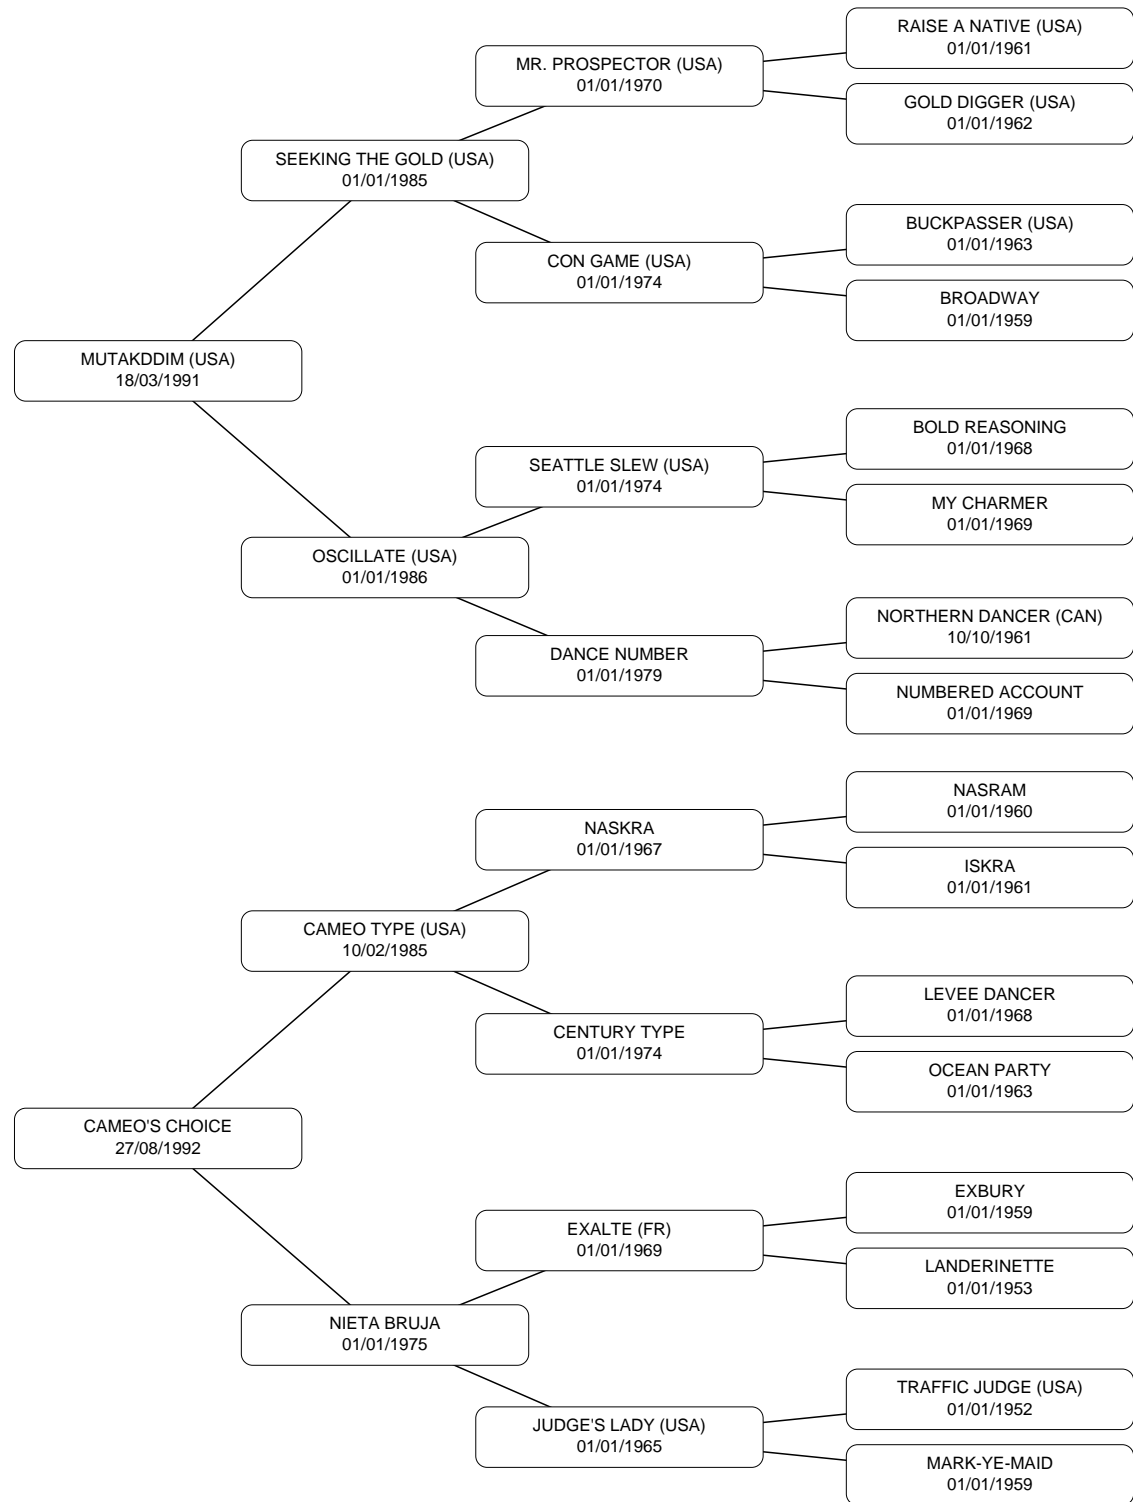 RAISE A NATIVE (USA)
01/01/1961
MR. PROSPECTOR (USA)
01/01/1970
GOLD DIGGER (USA)
01/01/1962
SEEKING THE GOLD (USA)
01/01/1985
BUCKPASSER (USA)
01/01/1963
CON GAME (USA)
01/01/1974
BROADWAY
01/01/1959
MUTAKDDIM (USA)
18/03/1991
BOLD REASONING
01/01/1968
SEATTLE SLEW (USA)
01/01/1974
MY CHARMER
01/01/1969
OSCILLATE (USA)
01/01/1986
NORTHERN DANCER (CAN)
10/10/1961
DANCE NUMBER
01/01/1979
NUMBERED ACCOUNT
01/01/1969
NASRAM
01/01/1960
NASKRA
01/01/1967
ISKRA
01/01/1961
CAMEO TYPE (USA)
10/02/1985
LEVEE DANCER
01/01/1968
CENTURY TYPE
01/01/1974
OCEAN PARTY
01/01/1963
CAMEO'S CHOICE
27/08/1992
EXBURY
01/01/1959
EXALTE (FR)
01/01/1969
LANDERINETTE
01/01/1953
NIETA BRUJA
01/01/1975
TRAFFIC JUDGE (USA)
01/01/1952
JUDGE'S LADY (USA)
01/01/1965
MARK-YE-MAID
01/01/1959